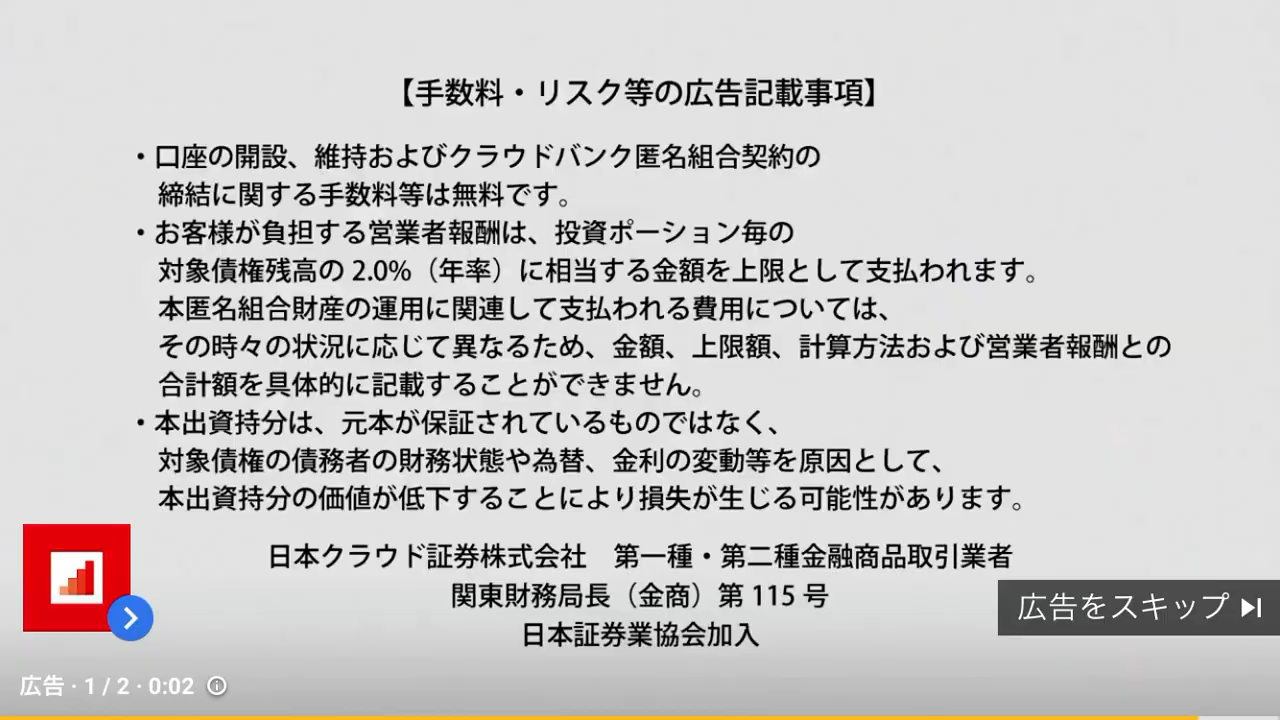 【手数料・リスク等の広告記載事項】
・口座の開設、維持およびクラウドバンク匿名組合契約の
締結に関する手数料等は無料です。
・お客様が負担する営業者報酬は、投資ポーション毎の
対象債権残高の 2.0%（年率）に相当する金額を上限として支払われます。
本匿名組合財産の運用に関連して支払われる費用については、
その時々の状況に応じて異なるため、金額、上限額、計算方法および営業者報酬との
合計額を具体的に記載することができません。
・本出資持分は、元本が保証されているものではなく、
対象債権の債務者の財務状態や為替、金利の変動等を原因として、
本出資持分の価値が低下することにより損失が生じる可能性があります。
日本クラウド証券株式会社　第一種・第二種金融商品取引業者
関東財務局長（金商）第 115 号
日本証券業協会加入
広告をスキップ
広告 · 1 / 2 · 0:02